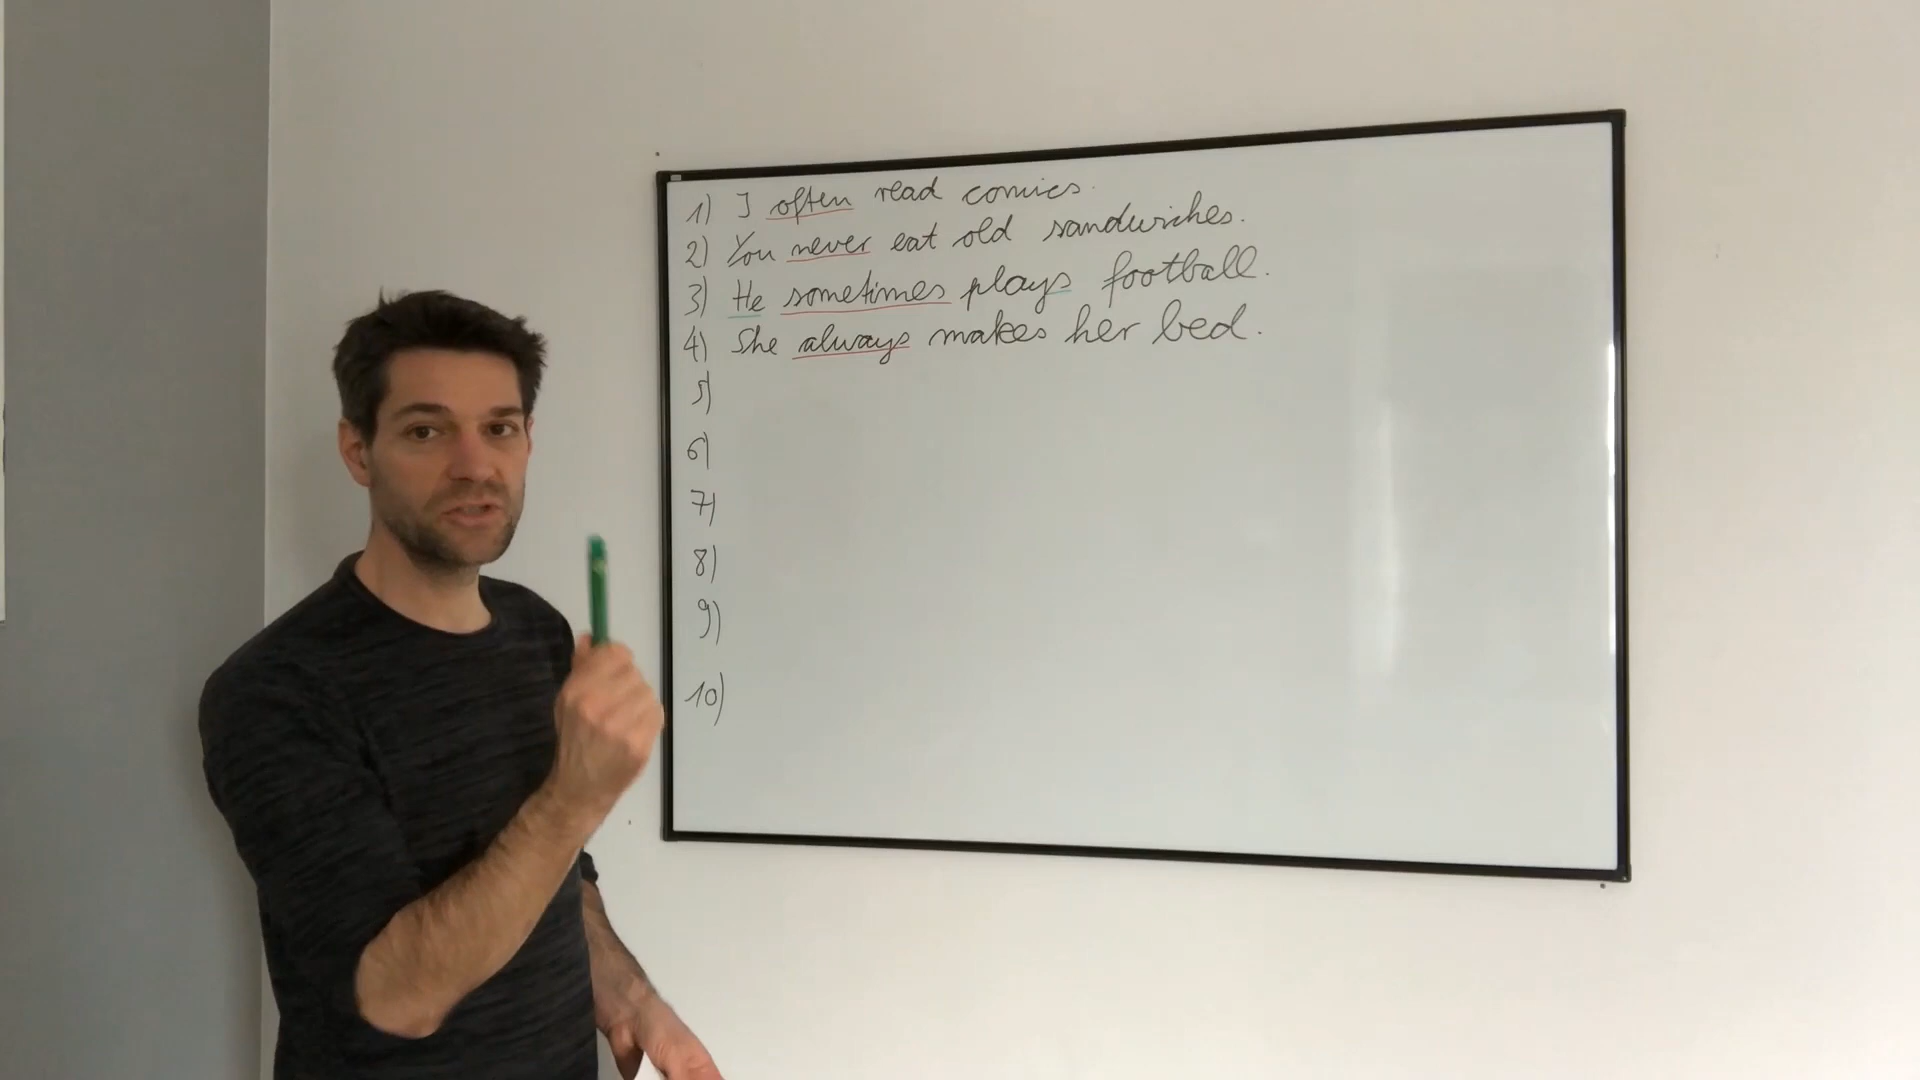 1) I often read comics.
2) You never eat old sandwiches.
3) He sometimes plays football.
4) She always makes her bed.
5)
6)
7)
8)
9)
10)